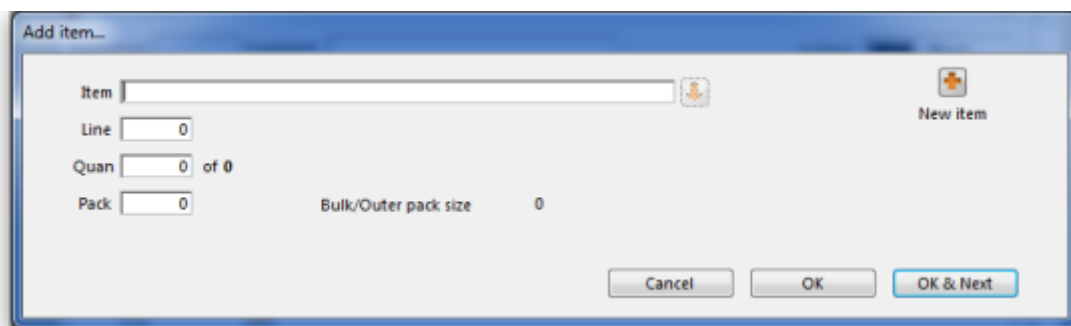 Add item...
Item
New item
Line 0
Quan 0 of 0
Pack 0 Bulk/Outer pack size 0
Cancel OK OK & Next